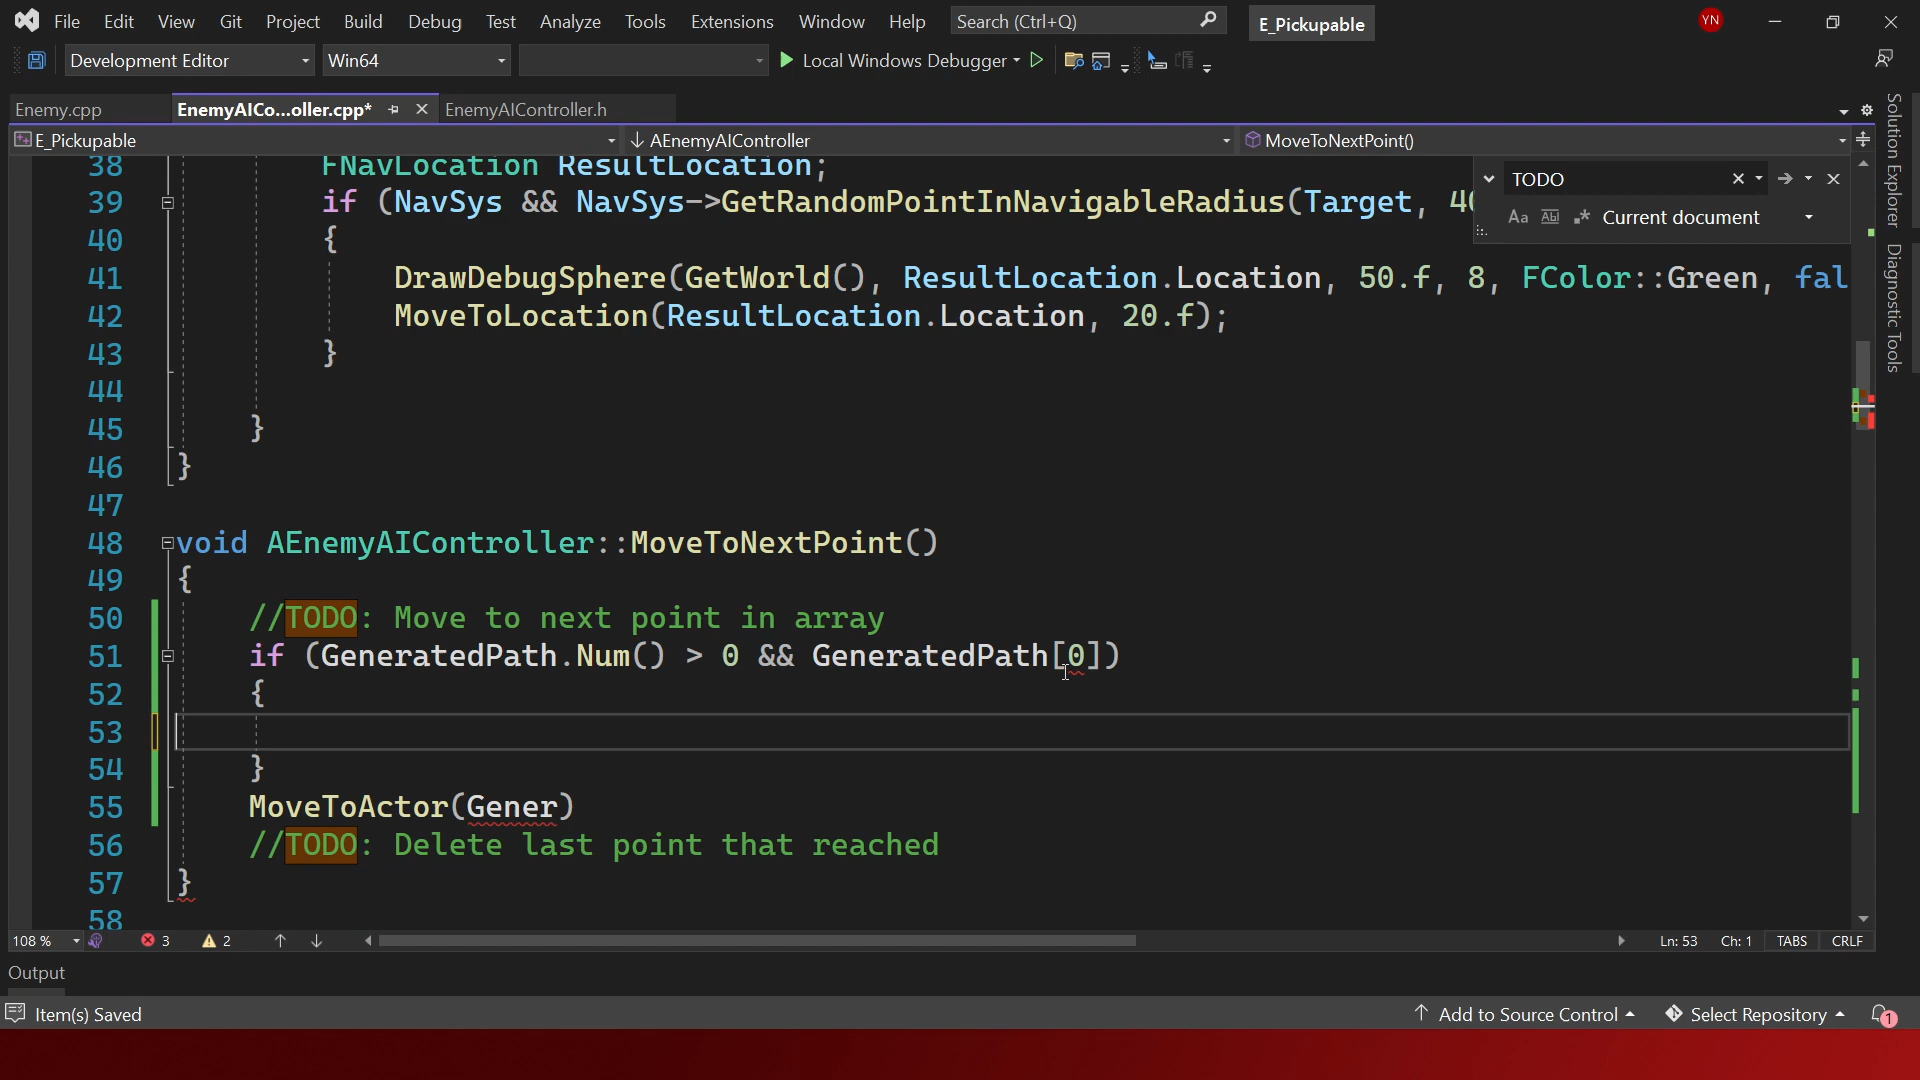 File Edit View Git Project Build Debug Test Analyze Tools Extensions Window Help Search (Ctrl+Q) E_Pickupable YN
Development Editor Win64 Local Windows Debugger
Enemy.cpp EnemyAICo...oller.cpp* EnemyAIController.h
E_Pickupable AEnemyAIController MoveToNextPoint()
Solution Explorer
Diagnostic Tools
TODO
Aa Abl Current document
38 FNavLocation ResultLocation;
39 if (NavSys && NavSys->GetRandomPointInNavigableRadius(Target, 40
40 {
41 DrawDebugSphere(GetWorld(), ResultLocation.Location, 50.f, 8, FColor::Green, fal
42 MoveToLocation(ResultLocation.Location, 20.f);
43 }
44
45 }
46 }
47
48 void AEnemyAIController::MoveToNextPoint()
49 {
50 //TODO: Move to next point in array
51 if (GeneratedPath.Num() > 0 && GeneratedPath[0])
52 {
53
54 }
55 MoveToActor(Gener)
56 //TODO: Delete last point that reached
57 }
58
108 % 3 2 Ln: 53 Ch: 1 TABS CRLF
Output
Item(s) Saved Add to Source Control Select Repository 1